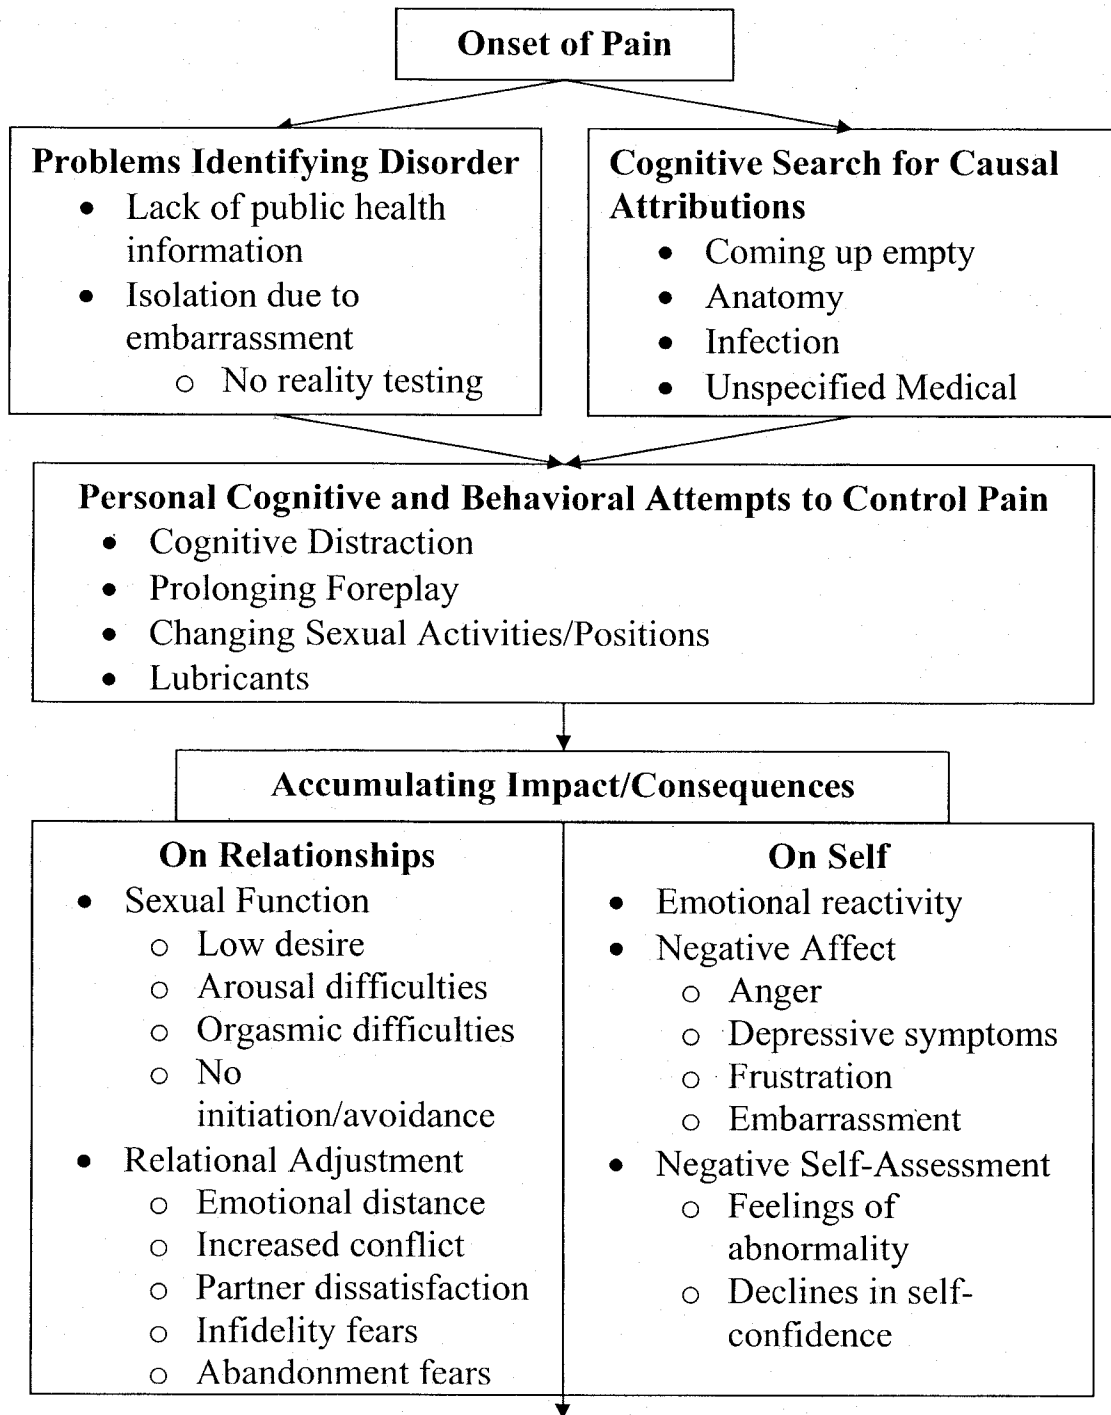 Onset of Pain
Problems Identifying Disorder
• Lack of public health
information
• Isolation due to
embarrassment
o No reality testing
Cognitive Search for Causal
Attributions
• Coming up empty
• Anatomy
• Infection
• Unspecified Medical
Personal Cognitive and Behavioral Attempts to Control Pain
• Cognitive Distraction
• Prolonging Foreplay
• Changing Sexual Activities/Positions
• Lubricants
Accumulating Impact/Consequences
On Relationships
• Sexual Function
o Low desire
o Arousal difficulties
o Orgasmic difficulties
o No
initiation/avoidance
• Relational Adjustment
o Emotional distance
o Increased conflict
o Partner dissatisfaction
o Infidelity fears
o Abandonment fears
On Self
• Emotional reactivity
• Negative Affect
o Anger
o Depressive symptoms
o Frustration
o Embarrassment
• Negative Self-Assessment
o Feelings of
abnormality
o Declines in self-
confidence